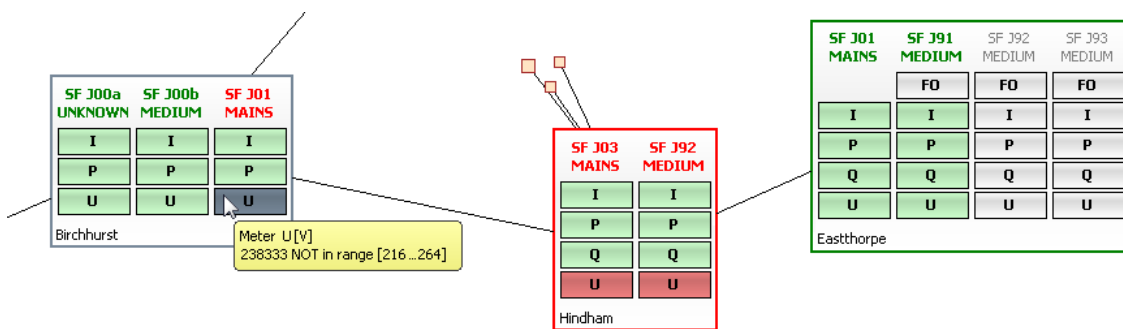 SF J00a SF J00b SF J01
UNKNOWN MEDIUM MAINS
I I I
P P P
U U U
Birchhurst
Meter U[V]
238333 NOT in range [216...264]
SF J03 SF J92
MAINS MEDIUM
I I
P P
Q Q
U U
Hindham
SF J01 SF J91 SF J92 SF J93
MAINS MEDIUM MEDIUM MEDIUM
FO FO FO
I I I I
P P P P
Q Q Q Q
U U U U
Eastthorpe